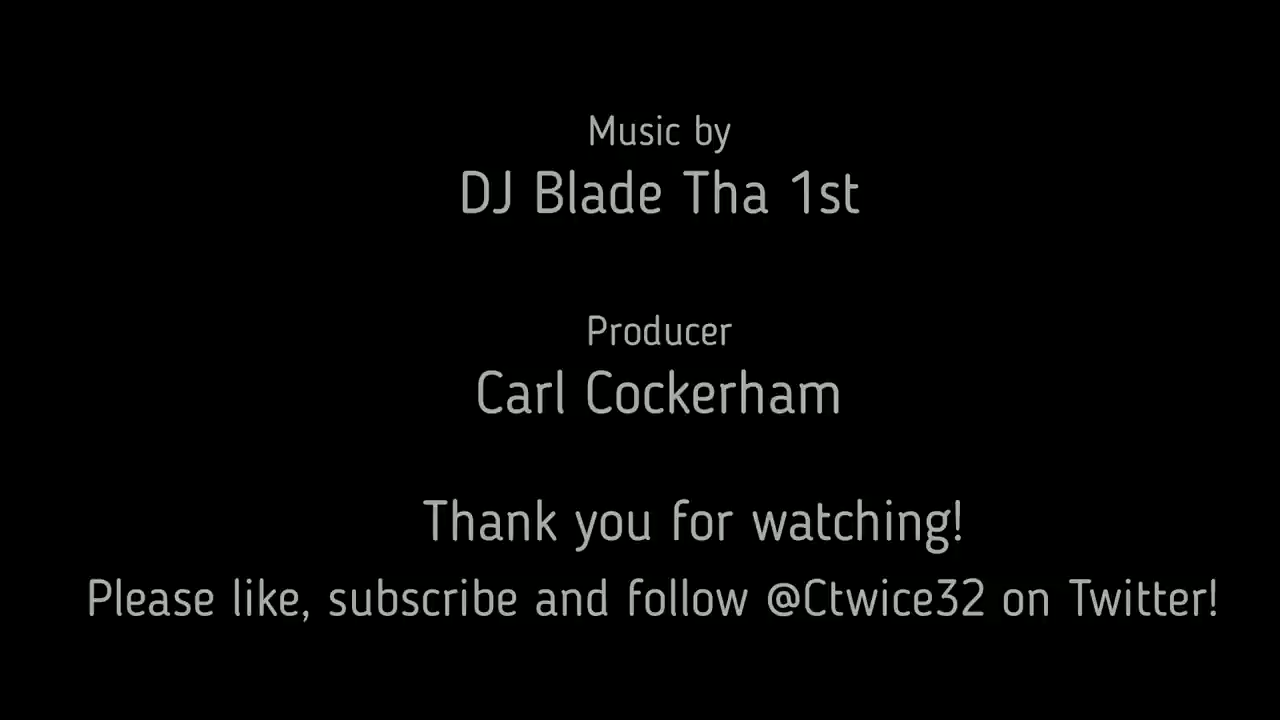 Music by
DJ Blade Tha 1st
Producer
Carl Cockerham
Thank you for watching!
Please like, subscribe and follow @Ctwice32 on Twitter!